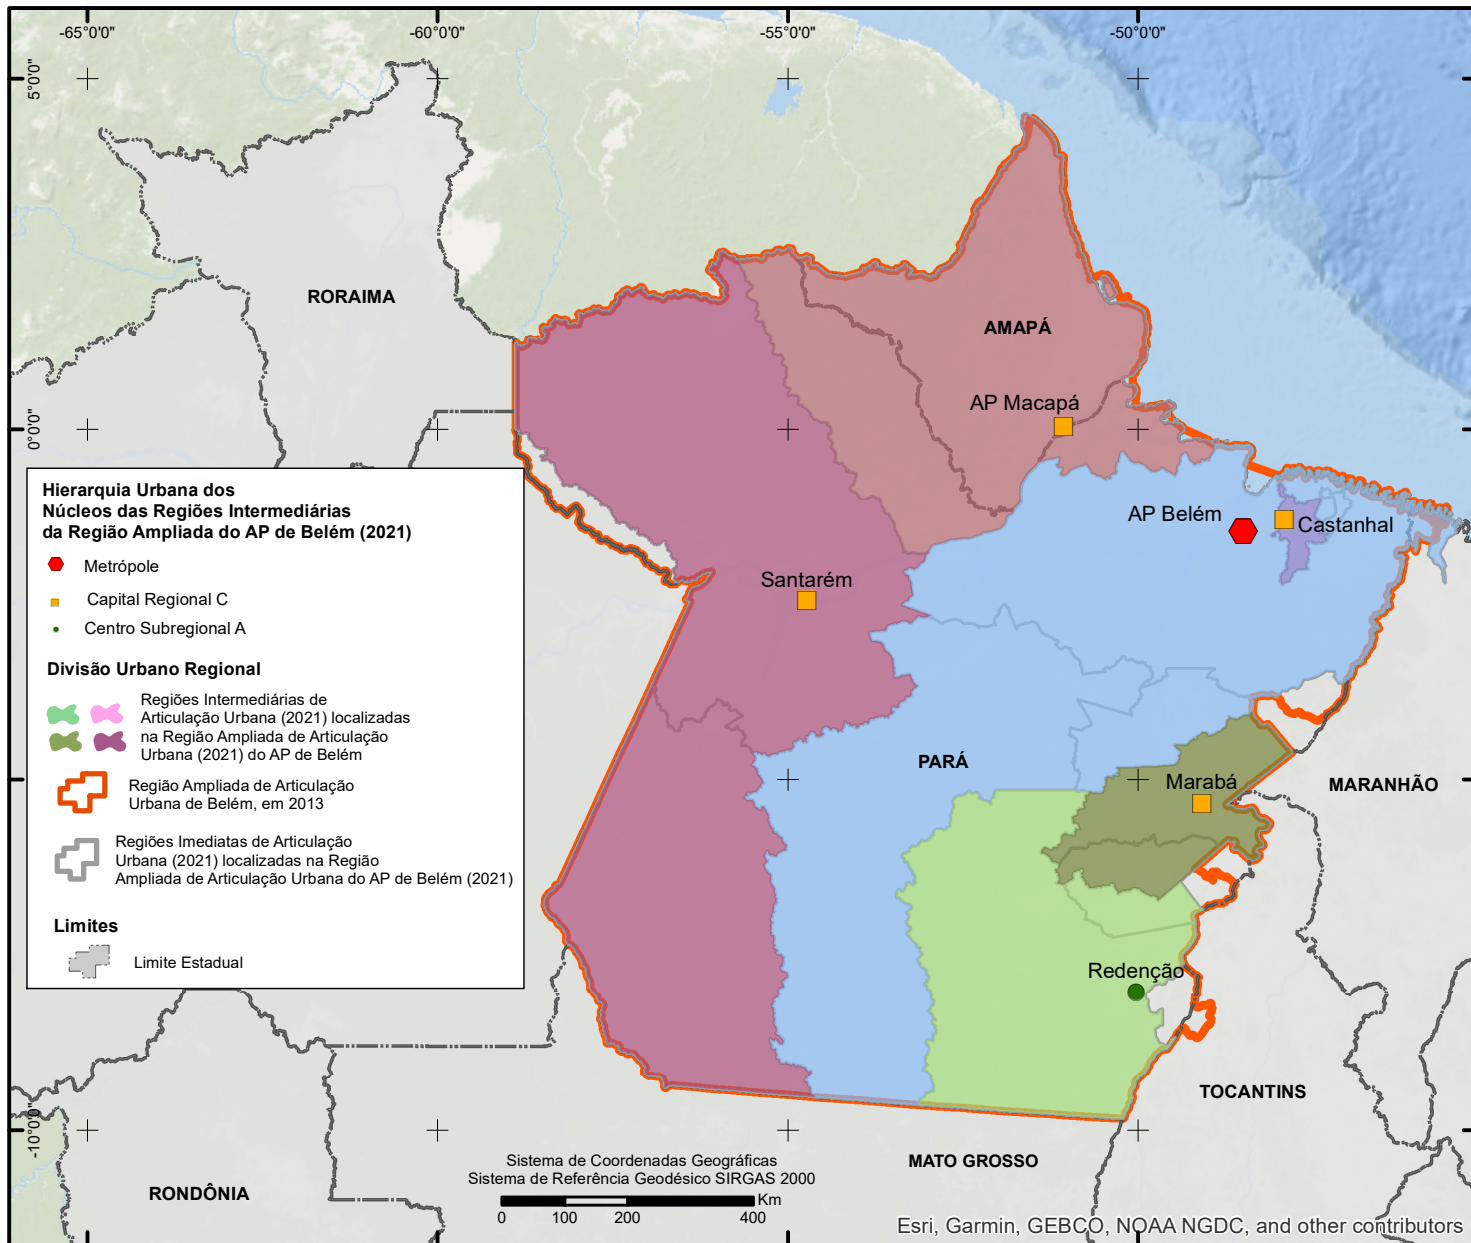 -65°0'0"
-60°0'0"
-55°0'0"
-50°0'0"
5°0'0"
RORAIMA
AMAPÁ
AP Macapá
0°0'0"
Hierarquia Urbana dos
Núcleos das Regiões Intermediárias
da Região Ampliada do AP de Belém (2021)
Metrópole
Capital Regional C
Centro Subregional A
Divisão Urbano Regional
Regiões Intermediárias de
Articulação Urbana (2021) localizadas
na Região Ampliada de Articulação
Urbana (2021) do AP de Belém
Região Ampliada de Articulação
Urbana de Belém, em 2013
Regiões Imediatas de Articulação
Urbana (2021) localizadas na Região
Ampliada de Articulação Urbana do AP de Belém (2021)
Limites
Limite Estadual
AP Belém
Castanhal
Santarém
PARÁ
Marabá
MARANHÃO
Redenção
TOCANTINS
-10°0'0"
MATO GROSSO
RONDÔNIA
Sistema de Coordenadas Geográficas
Sistema de Referência Geodésico SIRGAS 2000
Km
0 100 200 400
Esri, Garmin, GEBCO, NOAA NGDC, and other contributors